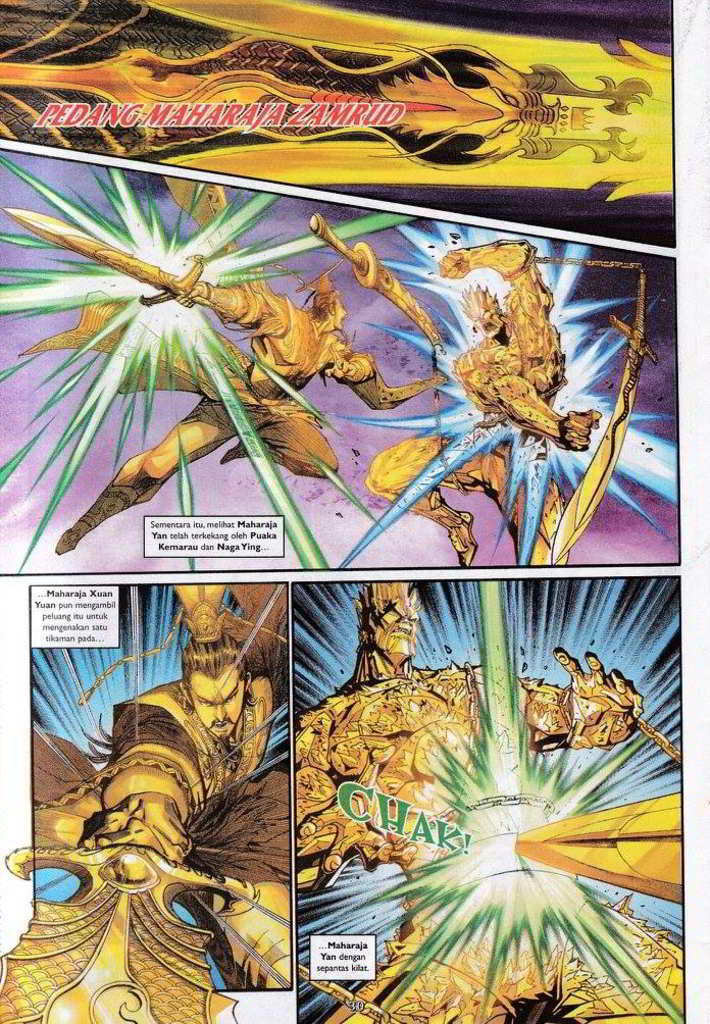 PEDANG MAHARAJA ZAMRUD
Sementara itu, melihat Maharaja
Yan telah terkekang oleh Puaka
Kemarau dan Naga Ying...
...Maharaja Xuan
Yuan pun mengambil
peluang itu untuk
mengenakan satu
tikaman pada...
CHAK!
...Maharaja
Yan dengan
sepantas kilat.
30